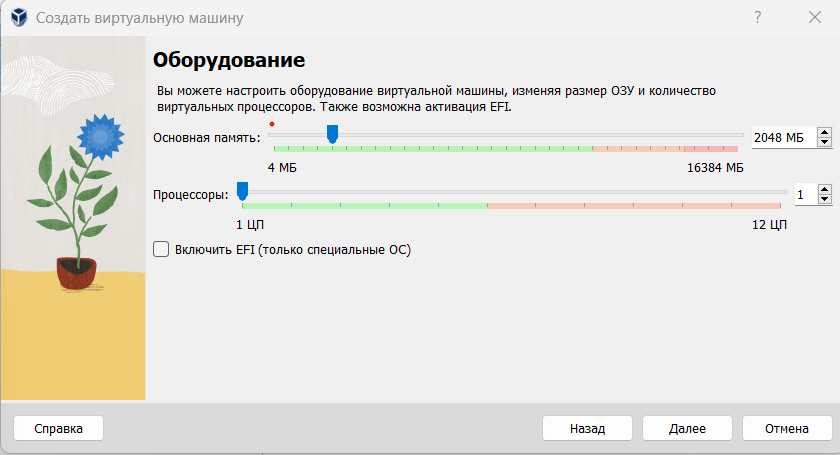 Создать виртуальную машину
Оборудование
Вы можете настроить оборудование виртуальной машины, изменяя размер ОЗУ и количество
виртуальных процессоров. Также возможна активация EFI.
Основная память:
2048 МБ
4 МБ
16384 МБ
Процессоры:
1
1 ЦП
12 ЦП
Включить EFI (только специальные ОС)
Справка
Назад
Далее
Отмена